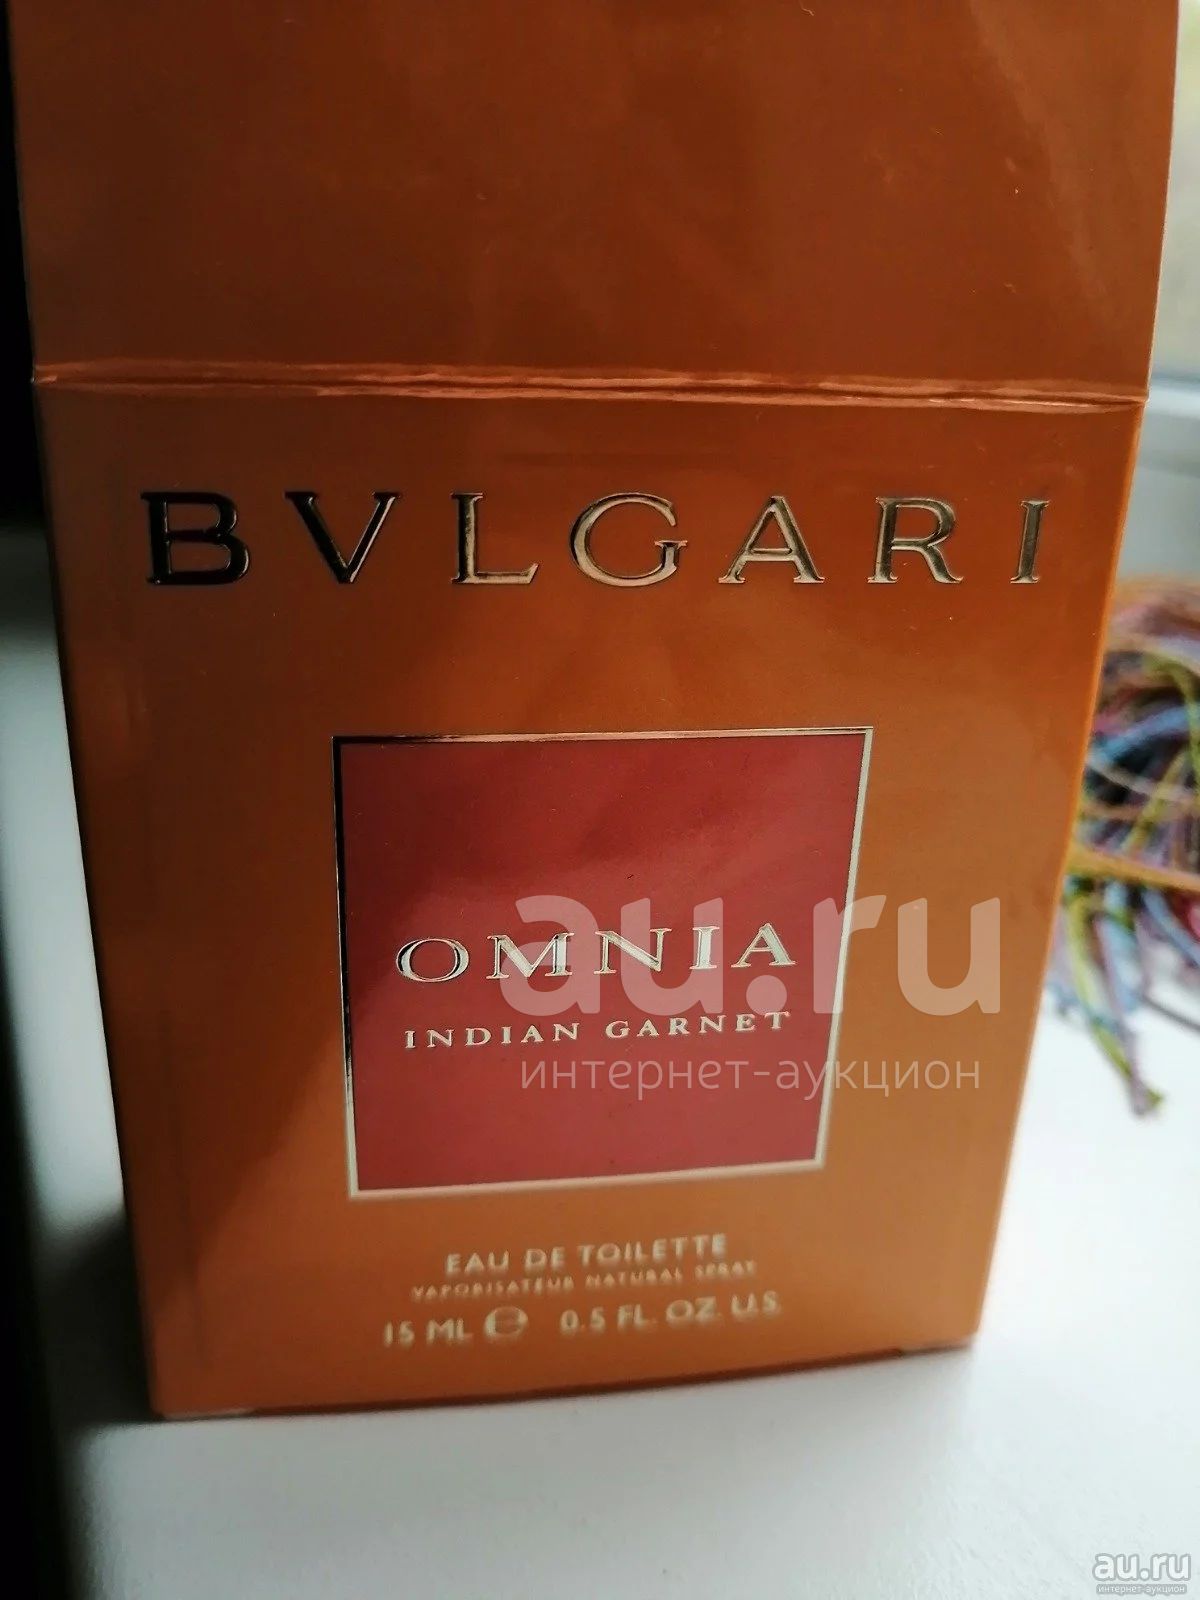 BVLGARI
OMNIA
INDIAN GARNET
au.ru
интернет-аукцион
EAU DE TOILETTE
VAPORISATEUR NATURAL SPRAY
15 ML ℮ 0.5 FL. OZ. U.S.
au.ru
интернет-аукцион